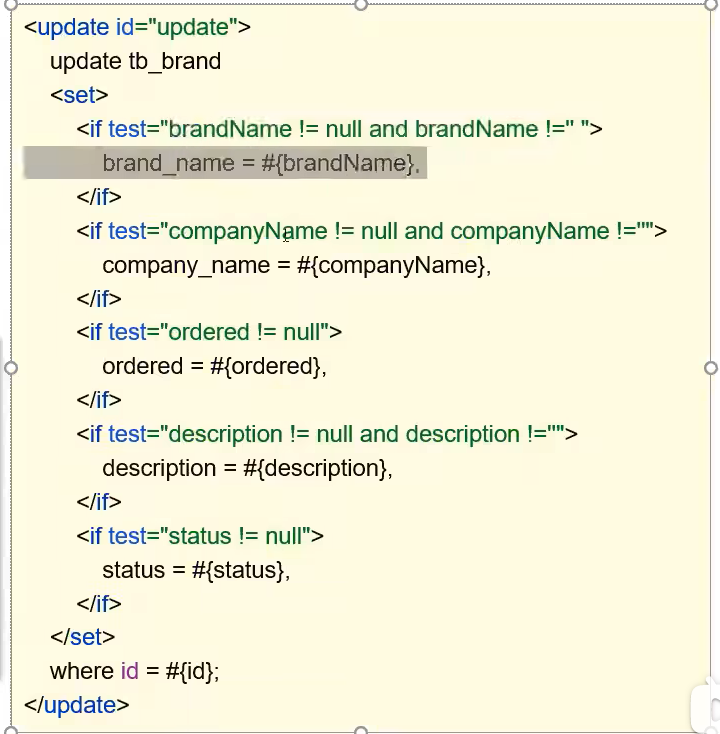 <update id="update">
update tb_brand
<set>
<if test="brandName != null and brandName !=" ">
brand_name = #{brandName},
</if>
<if test="companyName != null and companyName !=''">
company_name = #{companyName},
</if>
<if test="ordered != null">
ordered = #{ordered},
</if>
<if test="description != null and description !=''">
description = #{description},
</if>
<if test="status != null">
status = #{status},
</if>
</set>
where id = #{id};
</update>